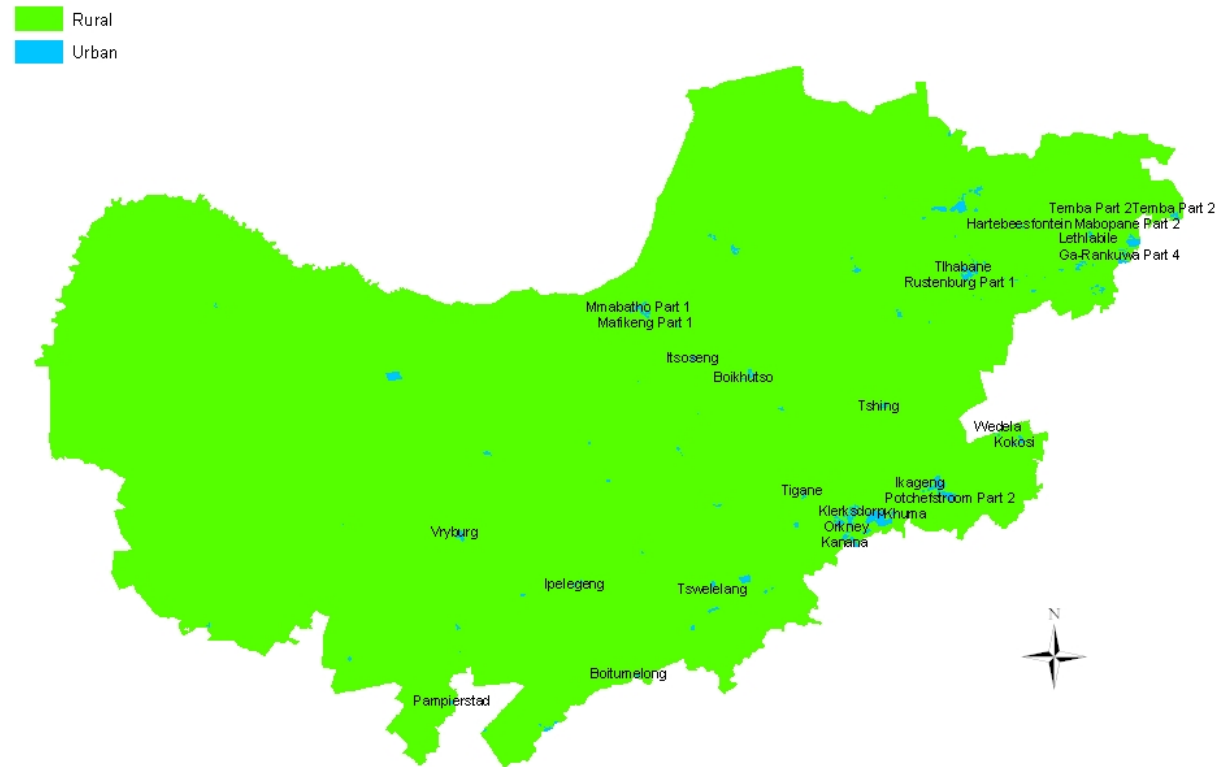 Rural
Urban
Temba Part 2Temba Part 2
Hartebeesfontein Mabopane Part 2
Lethlabile
Ga-Rankuwa Part 4
Tlhabane
Rustenburg Part 1
Mmabatho Part 1
Mafikeng Part 1
Itsoseng
Boikhutso
Tshing
Wedela
Kokosi
Ikageng
Potchefstroom Part 2
Tigane
Klerksdorp Khuma
Orkney
Kanana
Vryburg
Ipelegeng
Tswelelang
Boitumelong
Pampierstad
N